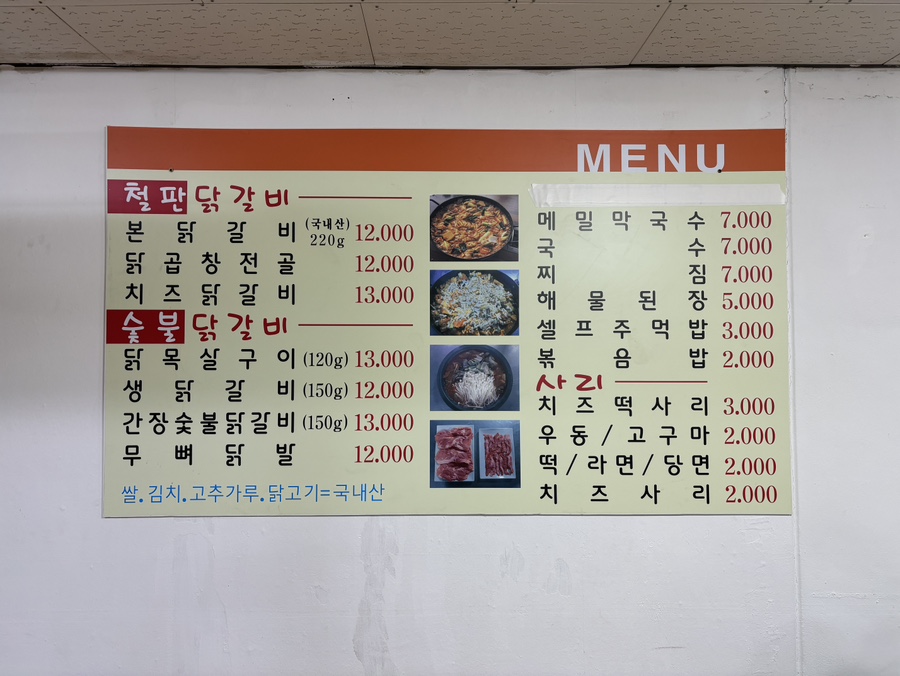 MENU
철판 닭갈비
본닭갈비 (국내산) 220g 12.000
닭곱창전골 12.000
치즈닭갈비 13.000
숯불 닭갈비
닭목살구이 (120g) 13.000
생닭갈비 (150g) 12.000
간장숯불닭갈비 (150g) 13.000
무뼈닭발 12.000
쌀.김치.고추가루.닭고기=국내산
메밀막국수 7.000
국수 7.000
찌짐 7.000
해물된장 5.000
셀프주먹밥 3.000
볶음밥 2.000
사리
치즈떡사리 3.000
우동/고구마 2.000
떡/라면/당면 2.000
치즈사리 2.000